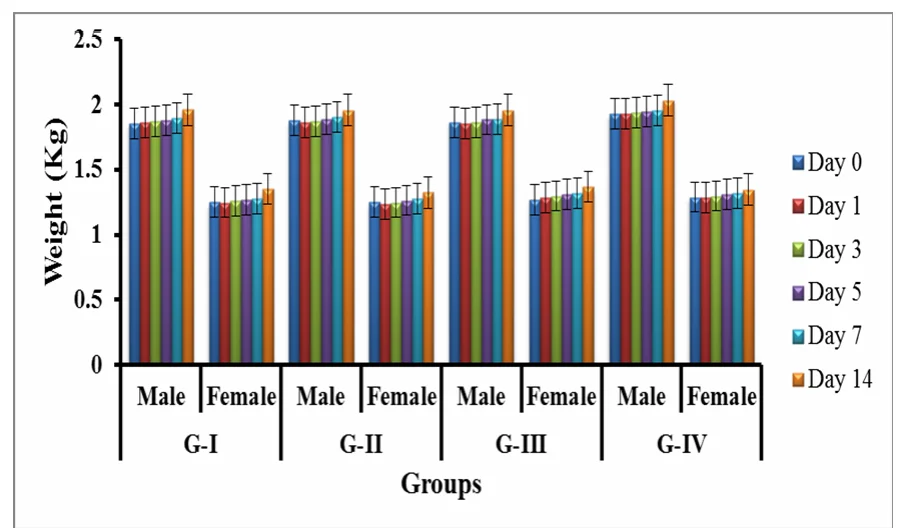 2.5
2
1.5
1
0.5
0
Weight (Kg)
Male Female Male Female Male Female Male Female
G-I G-II G-III G-IV
Groups
Day 0
Day 1
Day 3
Day 5
Day 7
Day 14